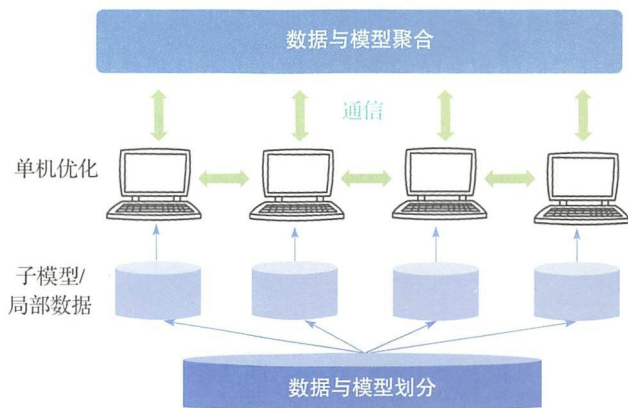 数据与模型聚合
通信
单机优化
子模型/
局部数据
数据与模型划分